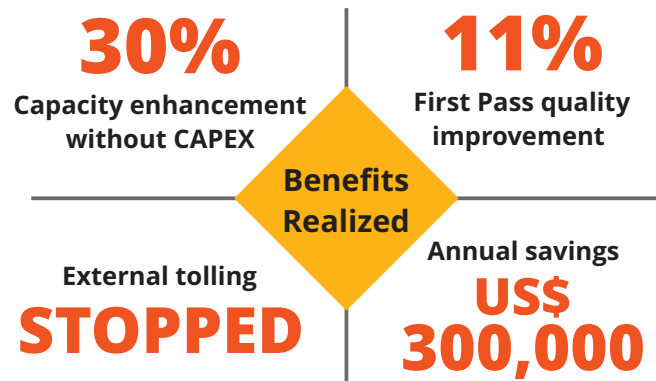 30%
Capacity enhancement
without CAPEX
11%
First Pass quality
improvement
Benefits
Realized
External tolling
STOPPED
Annual savings
US$
300,000